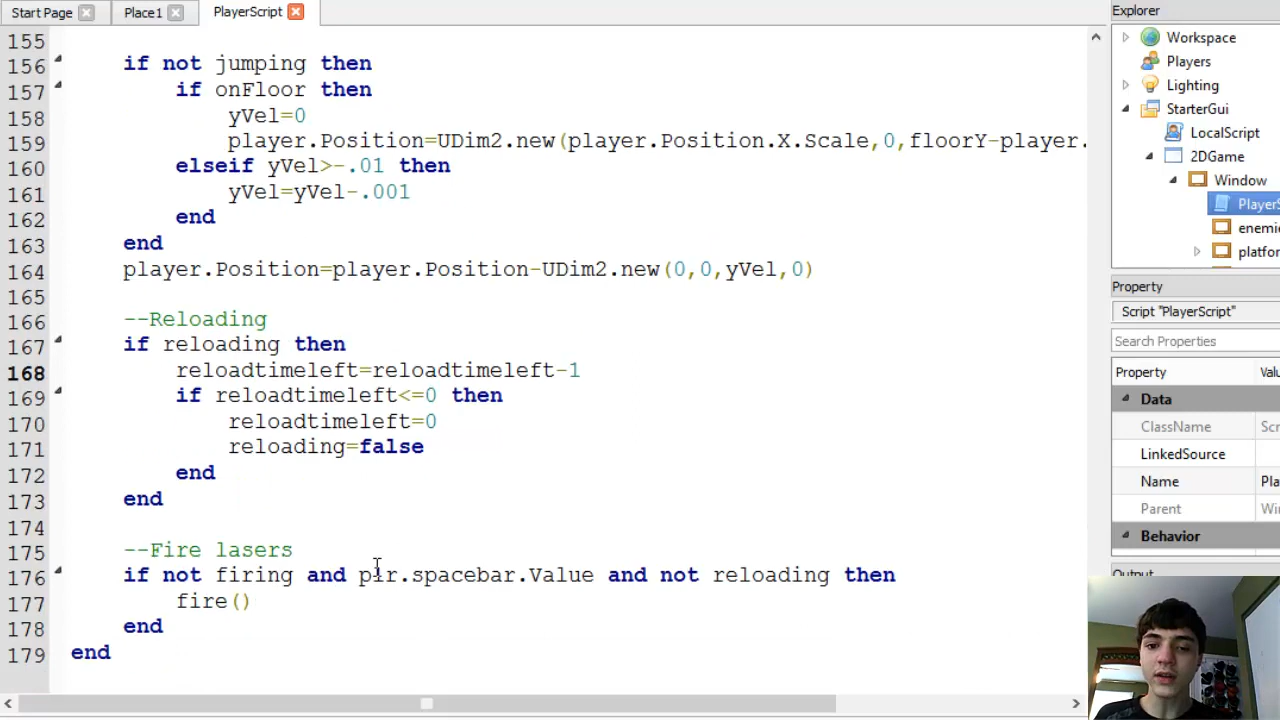 Start Page
Place1
PlayerScript
Explorer
155
156 if not jumping then
157 if onFloor then
158 yVel=0
159 player.Position=UDim2.new(player.Position.X.Scale,0,floorY-player.
160 elseif yVel>-.01 then
161 yVel=yVel-.001
162 end
163 end
164 player.Position=player.Position-UDim2.new(0,0,yVel,0)
165
166 --Reloading
167 if reloading then
168 reloadtimeleft=reloadtimeleft-1
169 if reloadtimeleft<=0 then
170 reloadtimeleft=0
171 reloading=false
172 end
173 end
174
175 --Fire lasers
176 if not firing and plr.spacebar.Value and not reloading then
177 fire()
178 end
179 end
Workspace
Players
Lighting
StarterGui
LocalScript
2DGame
Window
PlayerS
enemie
platfor
Property
Script "PlayerScript"
Search Properties
Property Valu
Data
ClassName Scr
LinkedSource
Name Pla
Parent Wi
Behavior